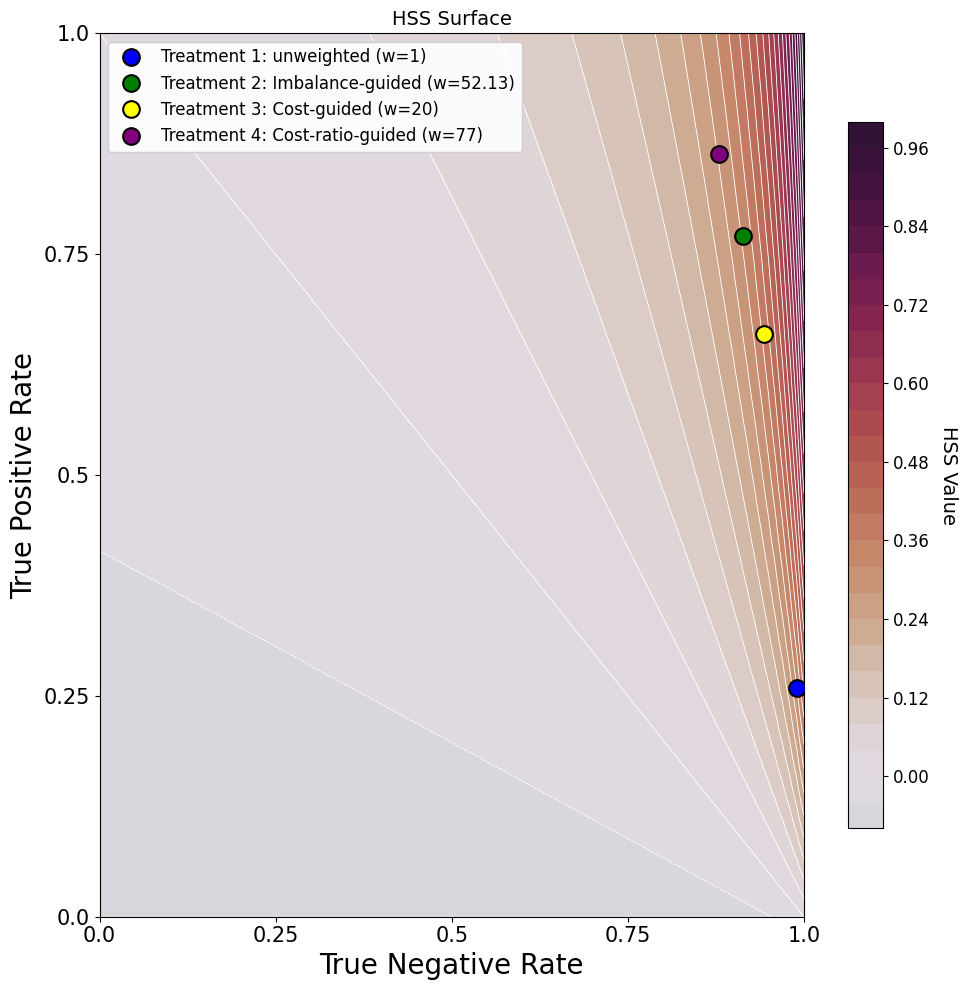 HSS Surface
Treatment 1: unweighted (w=1)
Treatment 2: Imbalance-guided (w=52.13)
Treatment 3: Cost-guided (w=20)
Treatment 4: Cost-ratio-guided (w=77)
True Positive Rate
1.0
0.75
0.5
0.25
0.0
0.0 0.25 0.5 0.75 1.0
True Negative Rate
0.96
0.84
0.72
0.60
0.48
0.36
0.24
0.12
0.00
HSS Value